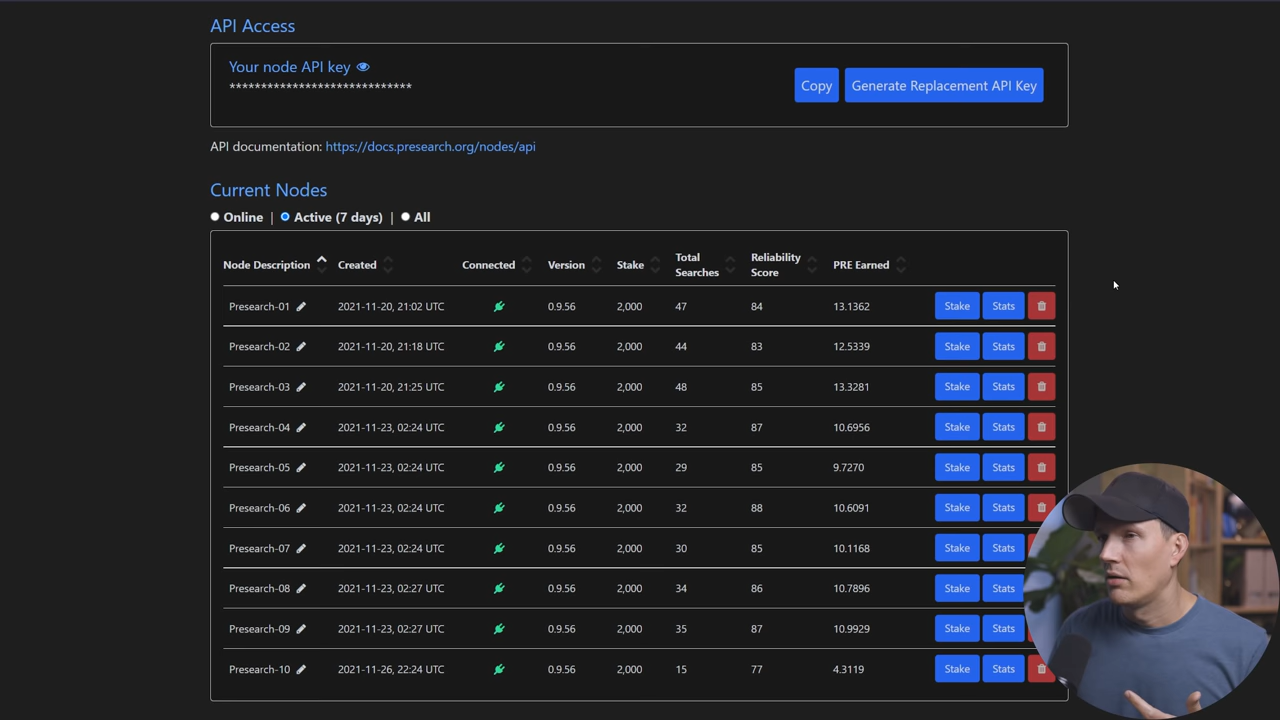 API Access
Your node API key
*****************************
Copy
Generate Replacement API Key
API documentation: https://docs.presearch.org/nodes/api
Current Nodes
Online | Active (7 days) | All
Node Description Created Connected Version Stake Total Searches Reliability Score PRE Earned
Presearch-01 2021-11-20, 21:02 UTC 0.9.56 2,000 47 84 13.1362 Stake Stats
Presearch-02 2021-11-20, 21:18 UTC 0.9.56 2,000 44 83 12.5339 Stake Stats
Presearch-03 2021-11-20, 21:25 UTC 0.9.56 2,000 48 85 13.3281 Stake Stats
Presearch-04 2021-11-23, 02:24 UTC 0.9.56 2,000 32 87 10.6956 Stake Stats
Presearch-05 2021-11-23, 02:24 UTC 0.9.56 2,000 29 85 9.7270 Stake Stats
Presearch-06 2021-11-23, 02:24 UTC 0.9.56 2,000 32 88 10.6091 Stake Stats
Presearch-07 2021-11-23, 02:24 UTC 0.9.56 2,000 30 85 10.1168 Stake Stats
Presearch-08 2021-11-23, 02:27 UTC 0.9.56 2,000 34 86 10.7896 Stake Stats
Presearch-09 2021-11-23, 02:27 UTC 0.9.56 2,000 35 87 10.9929 Stake Stats
Presearch-10 2021-11-26, 22:24 UTC 0.9.56 2,000 15 77 4.3119 Stake Stats